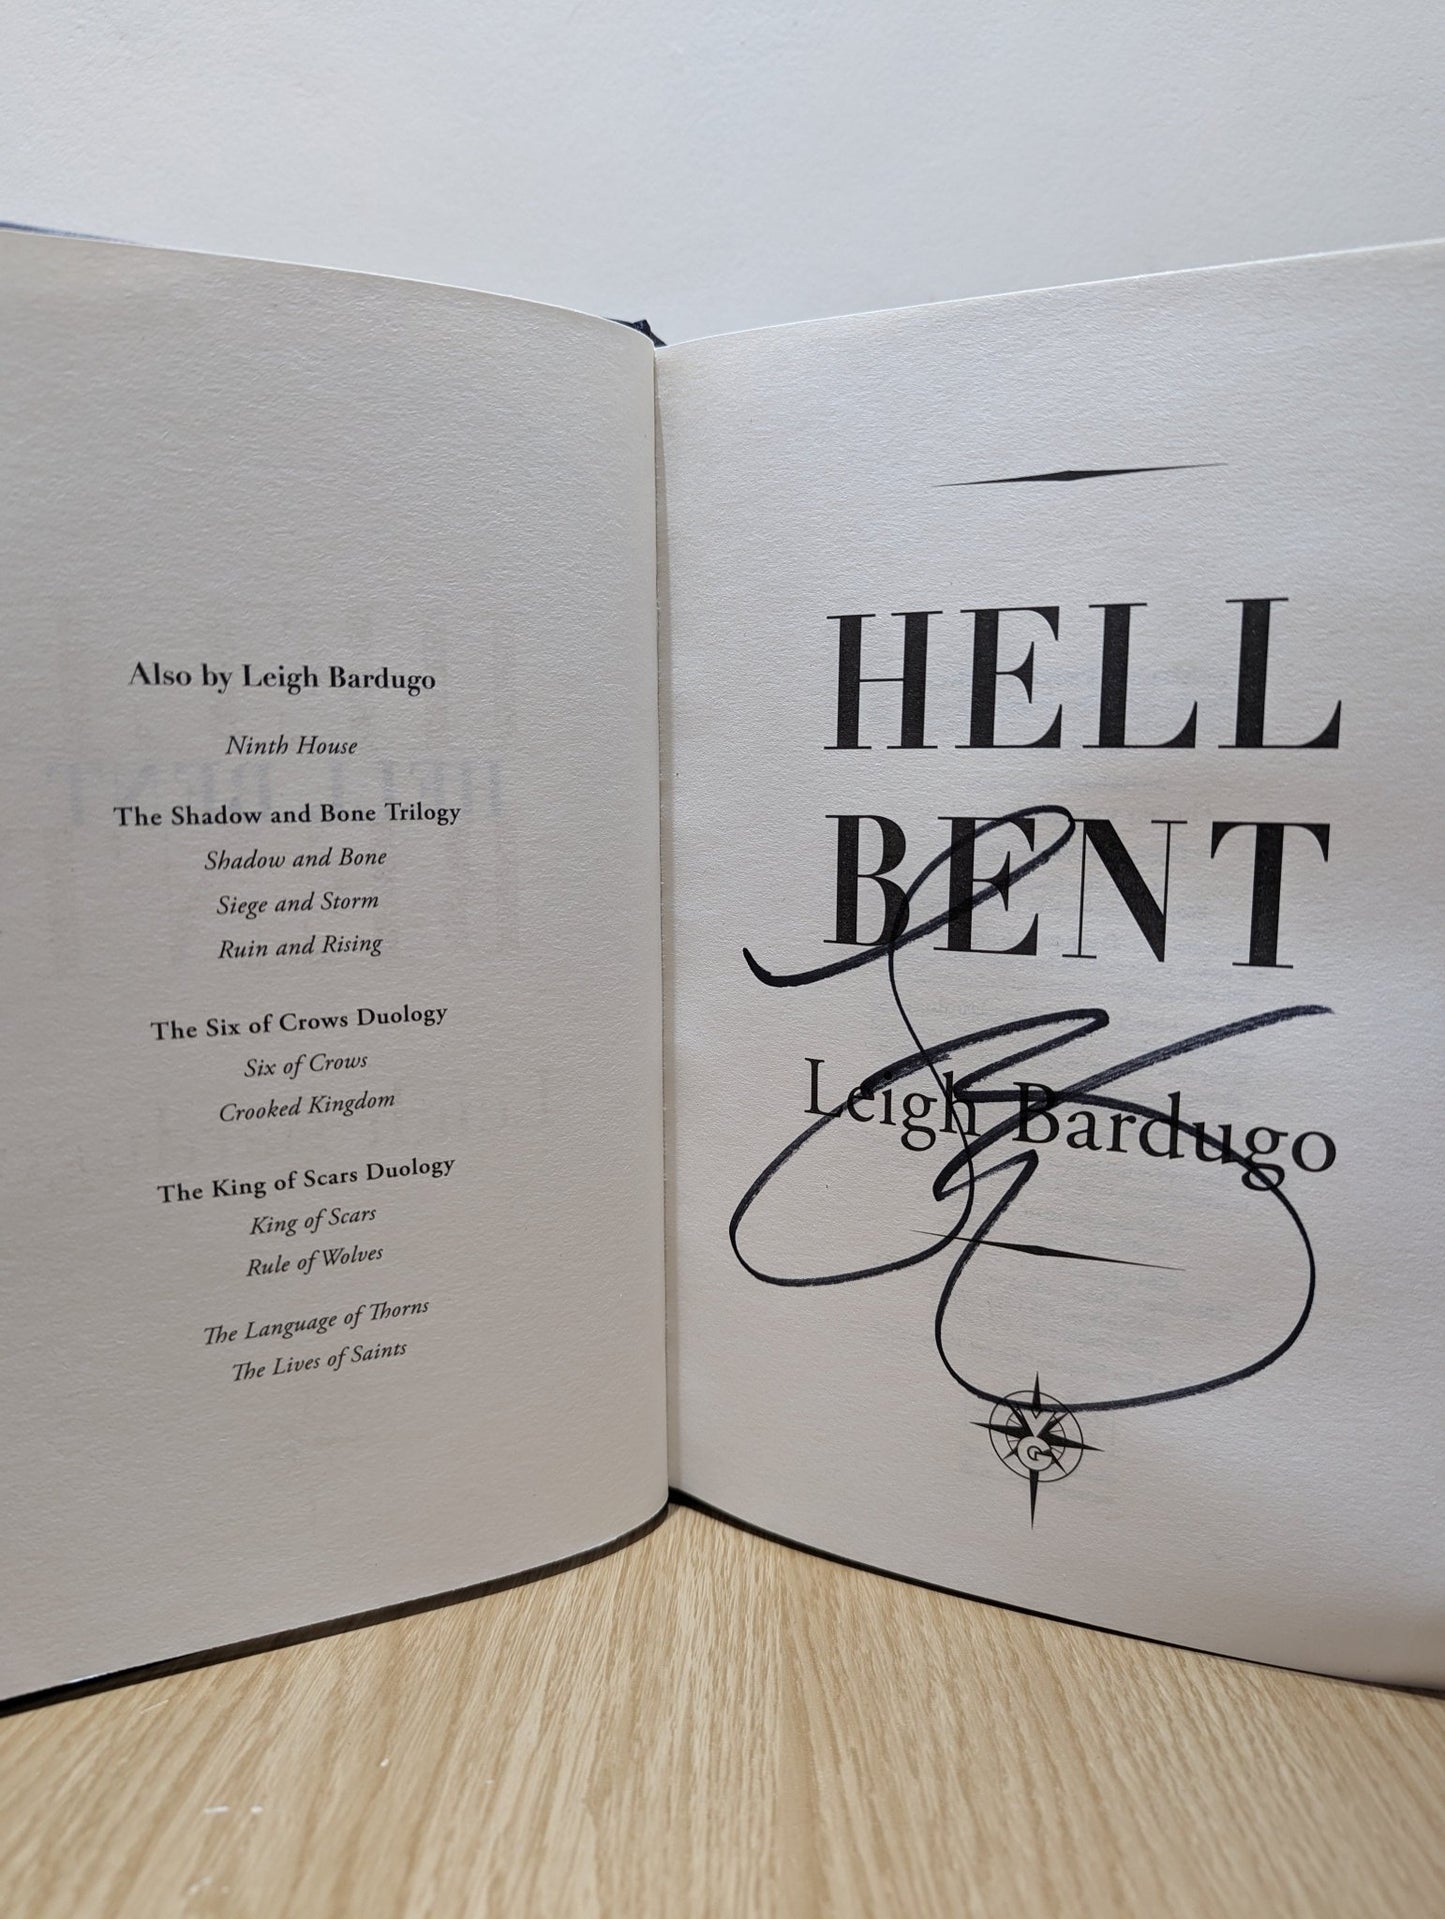 Also by Leigh Bardugo
Ninth House
The Shadow and Bone Trilogy
Shadow and Bone
Siege and Storm
Ruin and Rising
The Six of Crows Duology
Six of Crows
Crooked Kingdom
The King of Scars Duology
King of Scars
Rule of Wolves
The Language of Thorns
The Lives of Saints
HELL
BENT
Leigh Bardugo